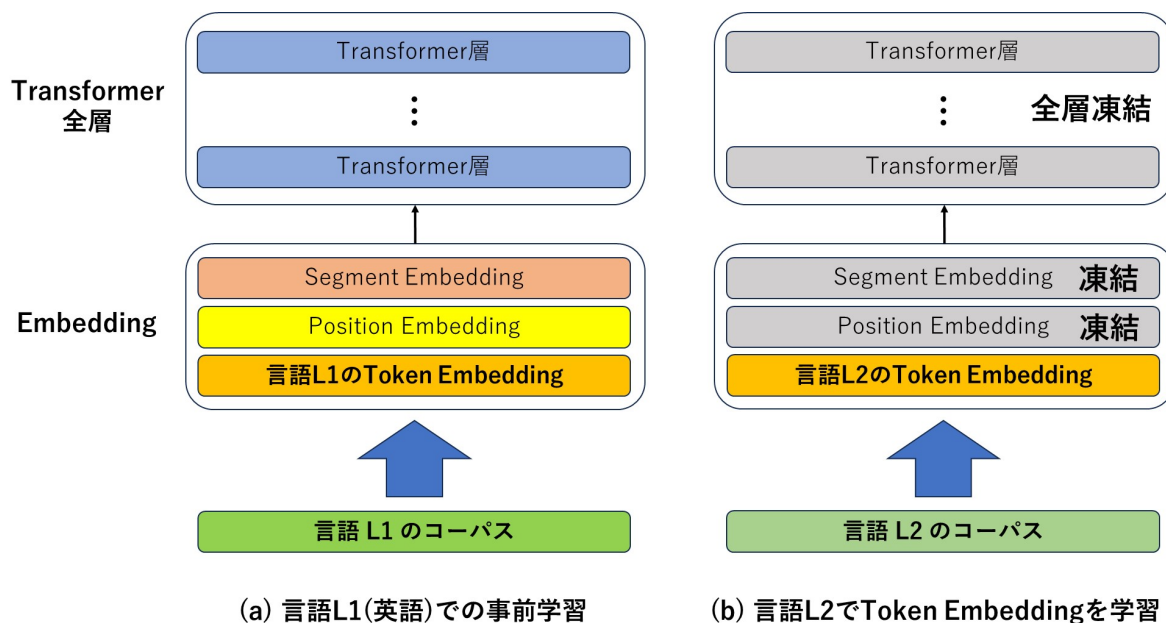 Transformer
全層
Transformer層
⋮
Transformer層
Embedding
Segment Embedding
Position Embedding
言語L1のToken Embedding
言語 L1 のコーパス
(a) 言語L1(英語)での事前学習
Transformer層
⋮
全層凍結
Transformer層
Segment Embedding 凍結
Position Embedding 凍結
言語L2のToken Embedding
言語 L2 のコーパス
(b) 言語L2でToken Embeddingを学習